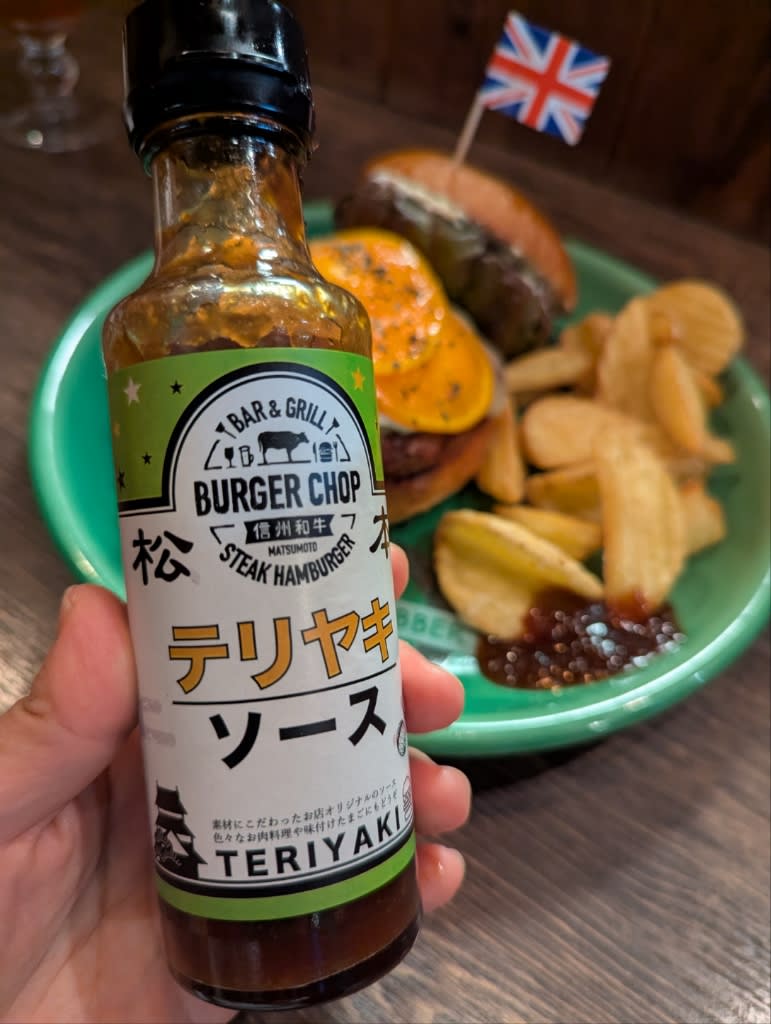 BAR & GRILL
BURGER CHOP
信州和牛
MATSUMOTO
STEAK HAMBURGER
松 本
テリヤキ
ソース
素材にこだわったお店オリジナルのソース
色々なお肉料理や味付けたまごにもどうぞ
TERIYAKI